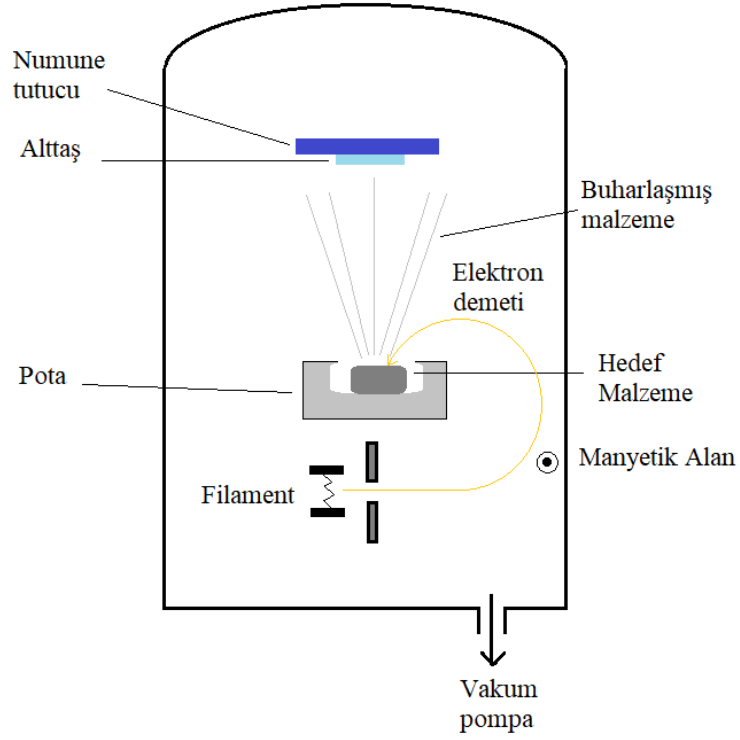 Numune
tutucu
Alttaş
Buharlaşmış
malzeme
Elektron
demeti
Pota
Hedef
Malzeme
Filament
Manyetik Alan
Vakum
pompa